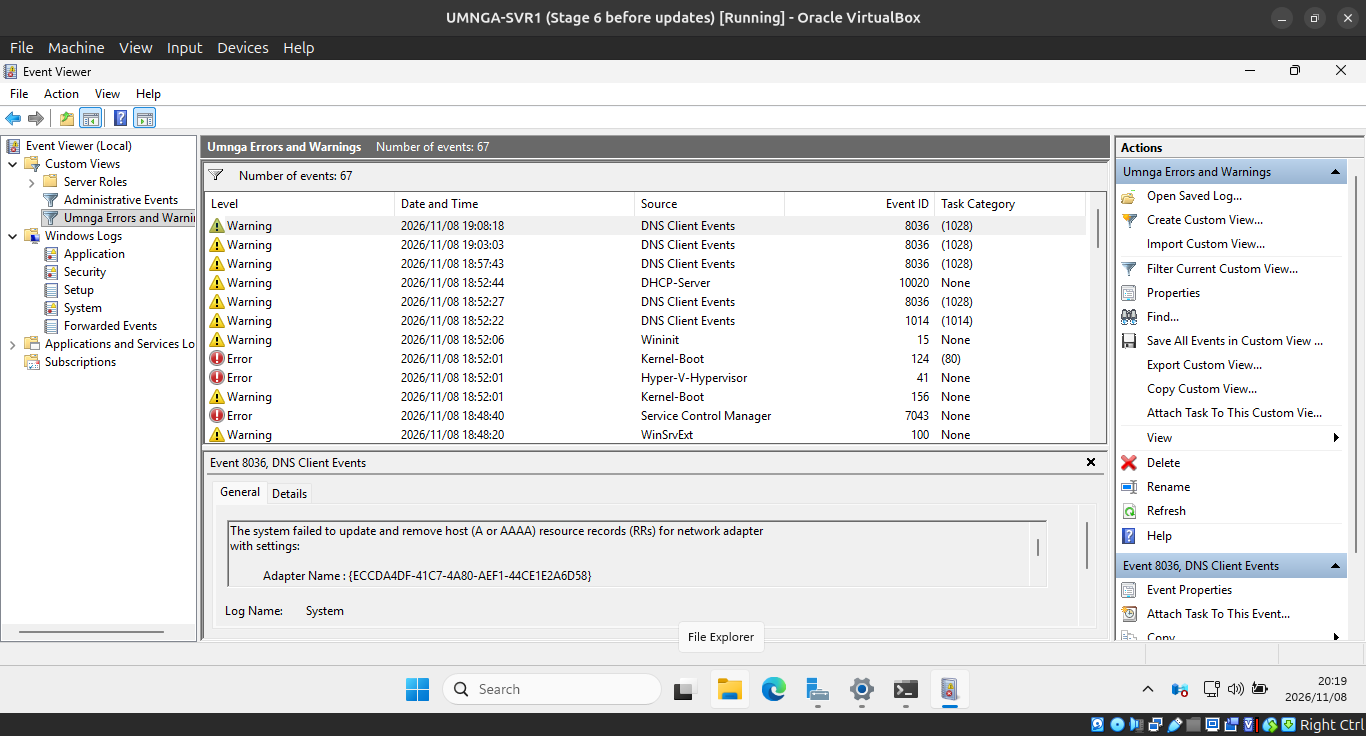 UMNGA-SVR1 (Stage 6 before updates) [Running] - Oracle VirtualBox
File Machine View Input Devices Help
Event Viewer
File Action View Help
Event Viewer (Local)
Custom Views
Server Roles
Administrative Events
Umnga Errors and Warnin
Windows Logs
Application
Security
Setup
System
Forwarded Events
Applications and Services Lo
Subscriptions
Umnga Errors and Warnings Number of events: 67
Number of events: 67
Level Date and Time Source Event ID Task Category
Warning 2026/11/08 19:08:18 DNS Client Events 8036 (1028)
Warning 2026/11/08 19:03:03 DNS Client Events 8036 (1028)
Warning 2026/11/08 18:57:43 DNS Client Events 8036 (1028)
Warning 2026/11/08 18:52:44 DHCP-Server 10020 None
Warning 2026/11/08 18:52:27 DNS Client Events 8036 (1028)
Warning 2026/11/08 18:52:22 DNS Client Events 1014 (1014)
Warning 2026/11/08 18:52:06 Wininit 15 None
Error 2026/11/08 18:52:01 Kernel-Boot 124 (80)
Error 2026/11/08 18:52:01 Hyper-V-Hypervisor 41 None
Warning 2026/11/08 18:52:01 Kernel-Boot 156 None
Error 2026/11/08 18:48:40 Service Control Manager 7043 None
Warning 2026/11/08 18:48:20 WinSrvExt 100 None
Event 8036, DNS Client Events
General Details
The system failed to update and remove host (A or AAAA) resource records (RRs) for network adapter
with settings:
Adapter Name : {ECCDA4DF-41C7-4A80-AEF1-44CE1E2A6D58}
Log Name: System
Actions
Umnga Errors and Warnings
Open Saved Log...
Create Custom View...
Import Custom View...
Filter Current Custom View...
Properties
Find...
Save All Events in Custom View ...
Export Custom View...
Copy Custom View...
Attach Task To This Custom Vie...
View
Delete
Rename
Refresh
Help
Event 8036, DNS Client Events
Event Properties
Attach Task To This Event...
Copy
File Explorer
Search
20:19
2026/11/08
Right Ctrl